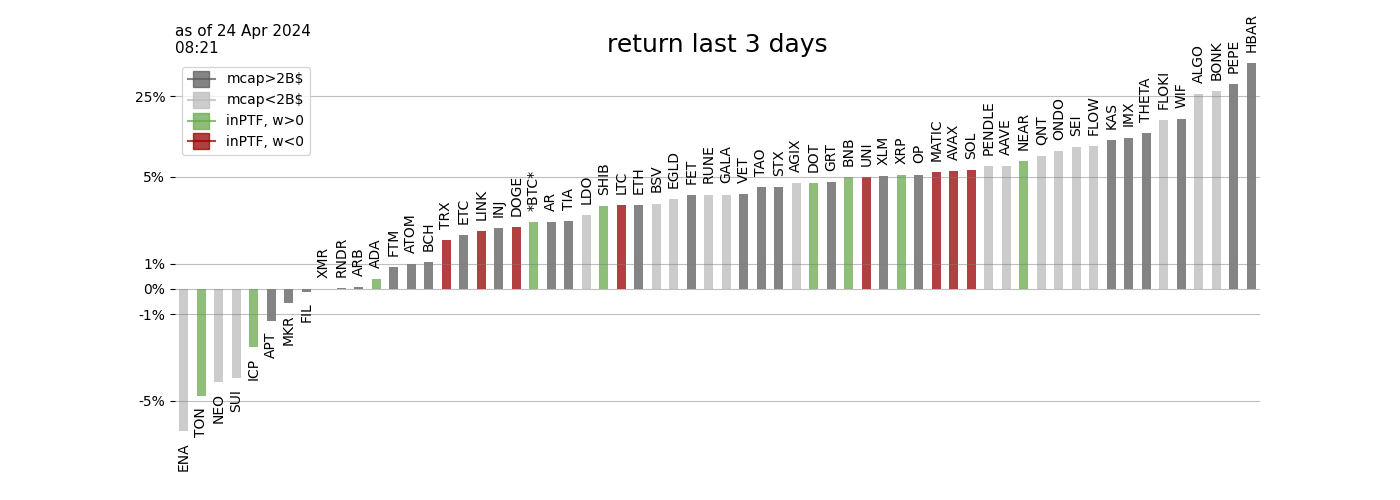 as of 24 Apr 2024
08:21
return last 3 days
mcap>2B$
mcap<2B$
inPTF, w>0
inPTF, w<0
25%
5%
1%
0%
-1%
-5%
ENA
TON
NEO
SUI
ICP
APT
MKR
FIL
XMR
RNDR
ARB
ADA
FTM
ATOM
BCH
TRX
ETC
LINK
INJ
DOGE
*BTC*
AR
TIA
LDO
SHIB
LTC
ETH
BSV
EGLD
FET
RUNE
GALA
VET
TAO
STX
AGIX
DOT
GRT
BNB
UNI
XLM
XRP
OP
MATIC
AVAX
SOL
PENDLE
AAVE
NEAR
QNT
ONDO
SEI
FLOW
KAS
IMX
THETA
FLOKI
WIF
ALGO
BONK
PEPE
HBAR